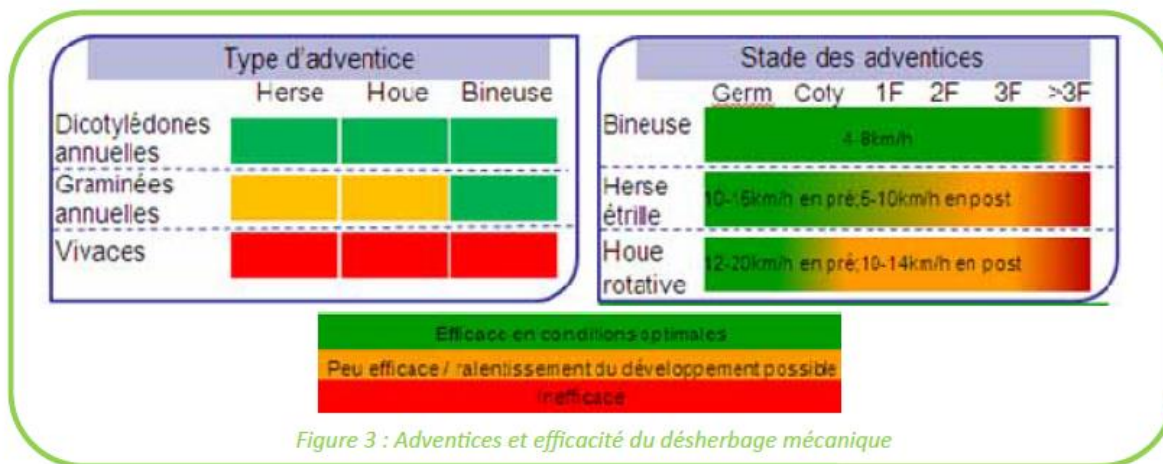 Type d'adventice
Herse Houe Bineuse
Dicotylédones
annuelles
Graminées
annuelles
Vivaces
Stade des adventices
Germ Coty 1F 2F 3F >3F
Bineuse
4-8km/h
Herse
étrille
10-15km/h en pré;5-10km/h en post
Houe
rotative
12-20km/h en pré;10-14km/h en post
Efficace en conditions optimales
Peu efficace / ralentissement du développement possible
Inefficace
Figure 3 : Adventices et efficacité du désherbage mécanique